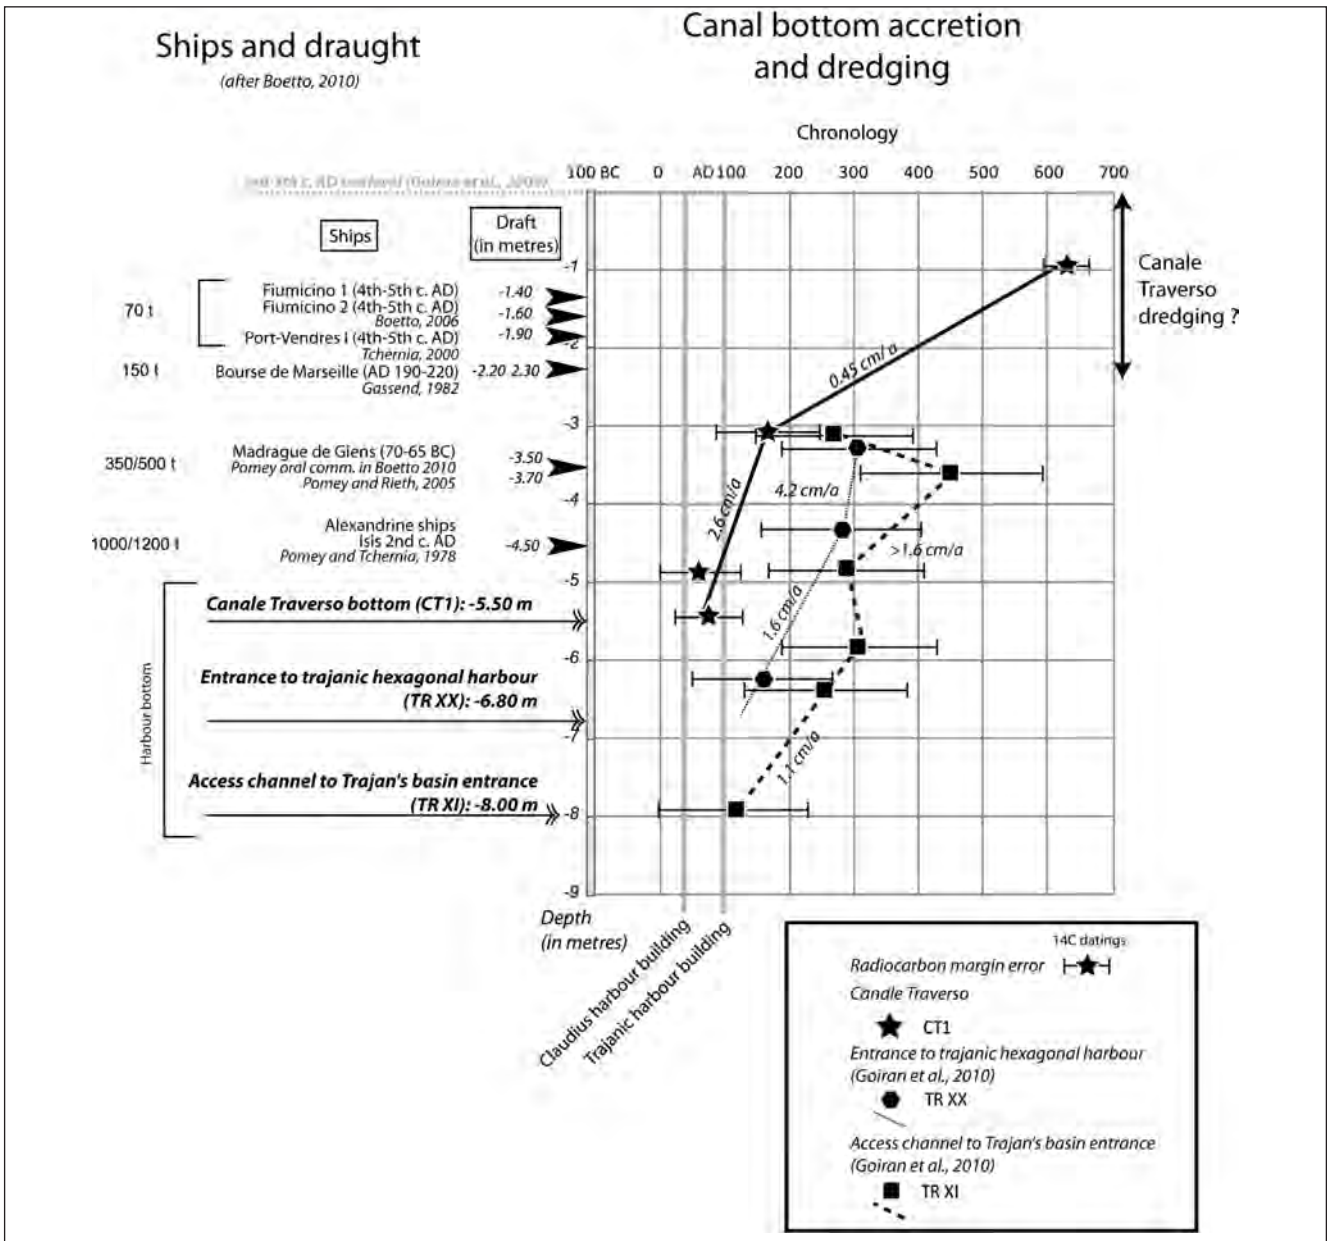 Ships and draught
(after Boetto, 2010)
Canal bottom accretion
and dredging
Chronology
100 BC 0 AD 100 200 300 400 500 600 700
Ships
Draft
(in metres)
70 t
Fiumicino 1 (4th-5th c. AD) -1.40
Fiumicino 2 (4th-5th c. AD) -1.60
Boetto, 2006
Port-Vendres I (4th-5th c. AD) -1.90
Tchernia, 2000
150 t
Bourse de Marseille (AD 190-220) -2.20 2.30
Gassend, 1982
350/500 t
Madrague de Giens (70-65 BC) -3.50
Pomey oral comm. in Boetto 2010
Pomey and Rieth, 2005 -3.70
1000/1200 t
Alexandrine ships
Isis 2nd c. AD -4.50
Pomey and Tchernia, 1978
Harbour bottom
Canale Traverso bottom (CT1): -5.50 m
Entrance to trajanic hexagonal harbour
(TR XX): -6.80 m
Access channel to Trajan's basin entrance
(TR XI): -8.00 m
-1
-2
-3
-4
-5
-6
-7
-8
-9
Depth
(in metres)
0.45 cm/a
2.6 cm/a
4.2 cm/a
>1.6 cm/a
1.6 cm/a
1.1 cm/a
Canale
Traverso
dredging ?
Claudius harbour building
Trajanic harbour building
14C datings
Radiocarbon margin error
Candle Traverso
CT1
Entrance to trajanic hexagonal harbour
(Goiran et al., 2010)
TR XX
Access channel to Trajan's basin entrance
(Goiran et al., 2010)
TR XI